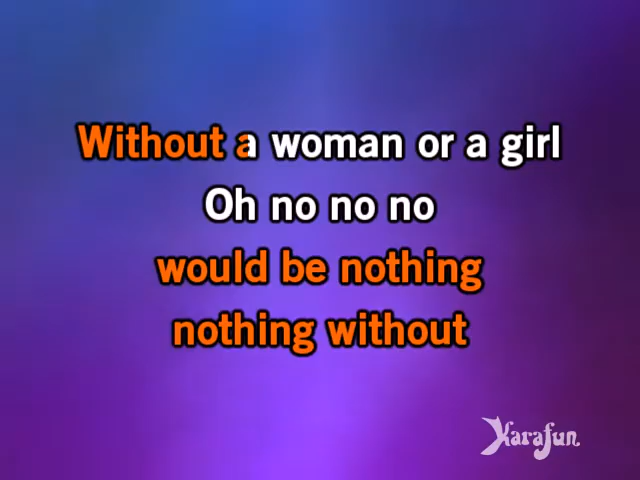 Without a woman or a girl
Oh no no no
would be nothing
nothing without
Karafun